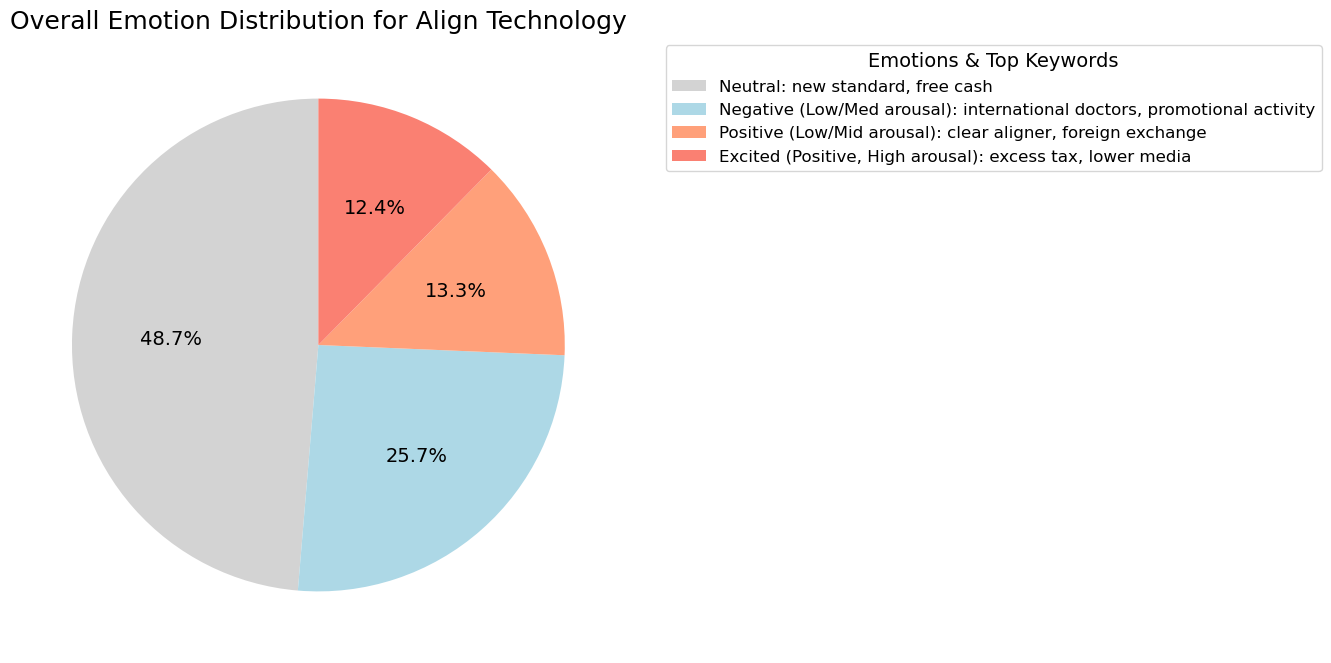 Overall Emotion Distribution for Align Technology
Emotions & Top Keywords
Neutral: new standard, free cash
Negative (Low/Med arousal): international doctors, promotional activity
Positive (Low/Mid arousal): clear aligner, foreign exchange
Excited (Positive, High arousal): excess tax, lower media
12.4%
13.3%
48.7%
25.7%